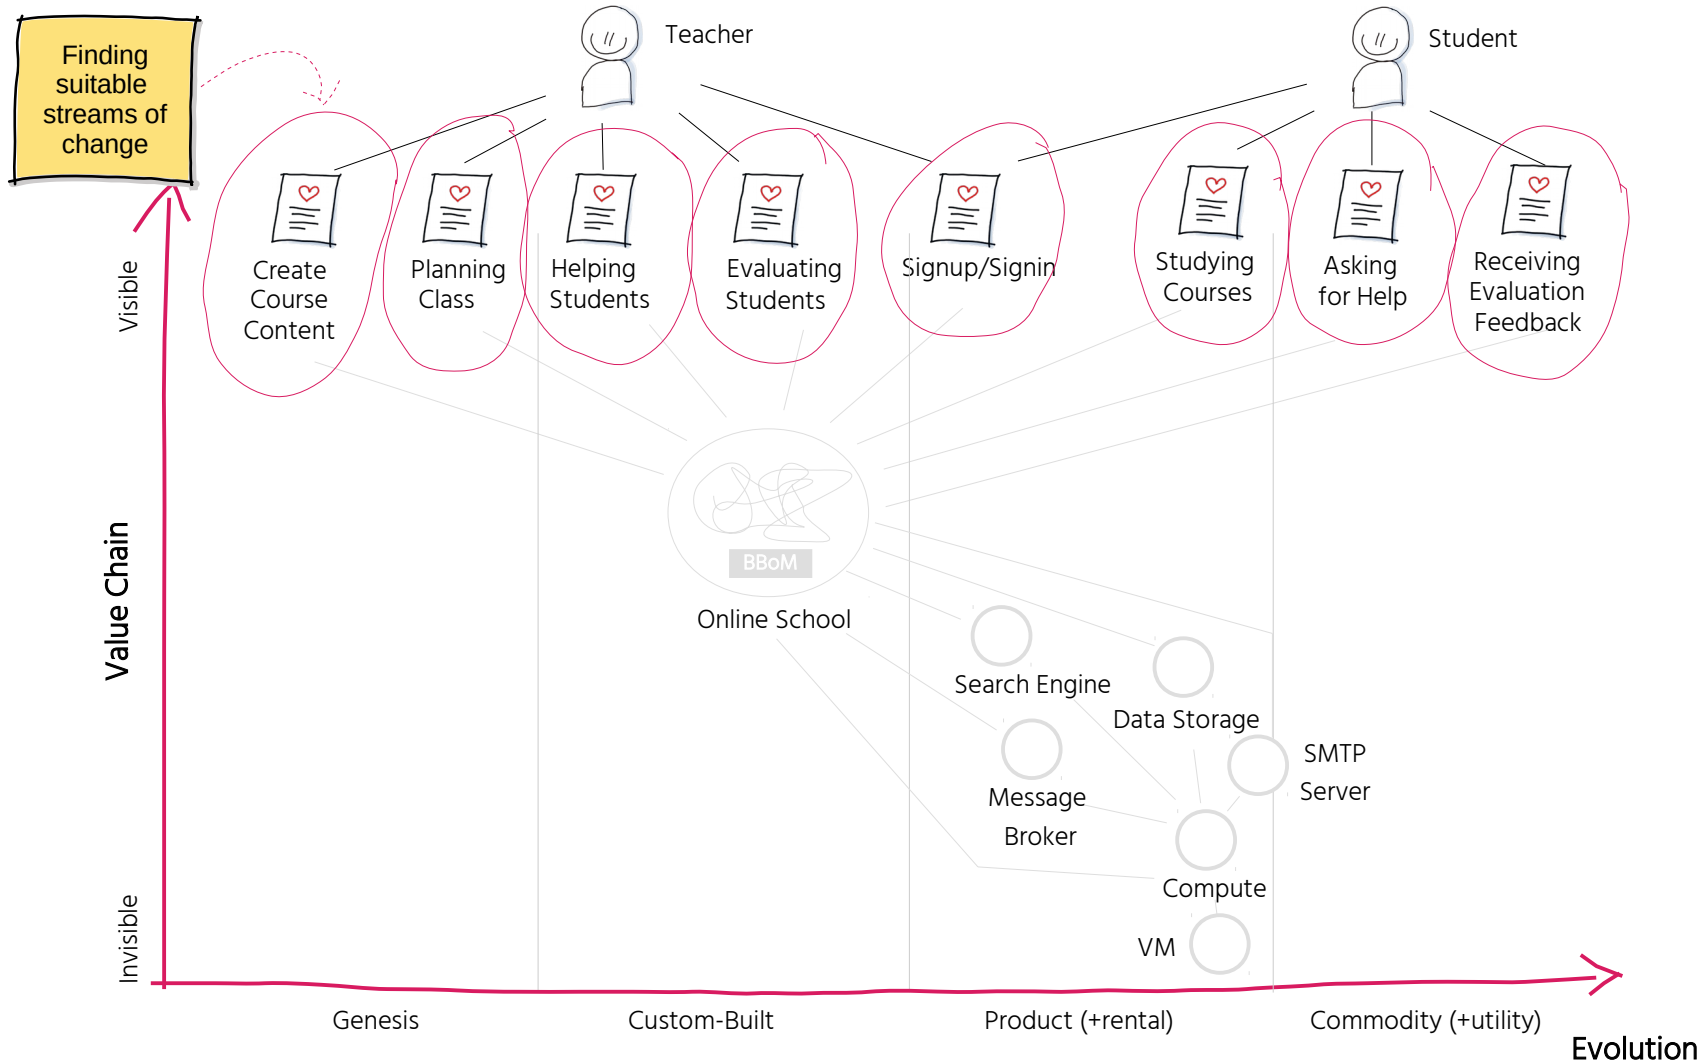 Finding
suitable
streams of
change
Teacher
Student
Create
Course
Content
Planning
Class
Helping
Students
Evaluating
Students
Signup/Signin
Studying
Courses
Asking
for Help
Receiving
Evaluation
Feedback
Visible
Value Chain
Invisible
BBoM
Online School
Search Engine
Data Storage
SMTP
Server
Message
Broker
Compute
VM
Genesis
Custom-Built
Product (+rental)
Commodity (+utility)
Evolution